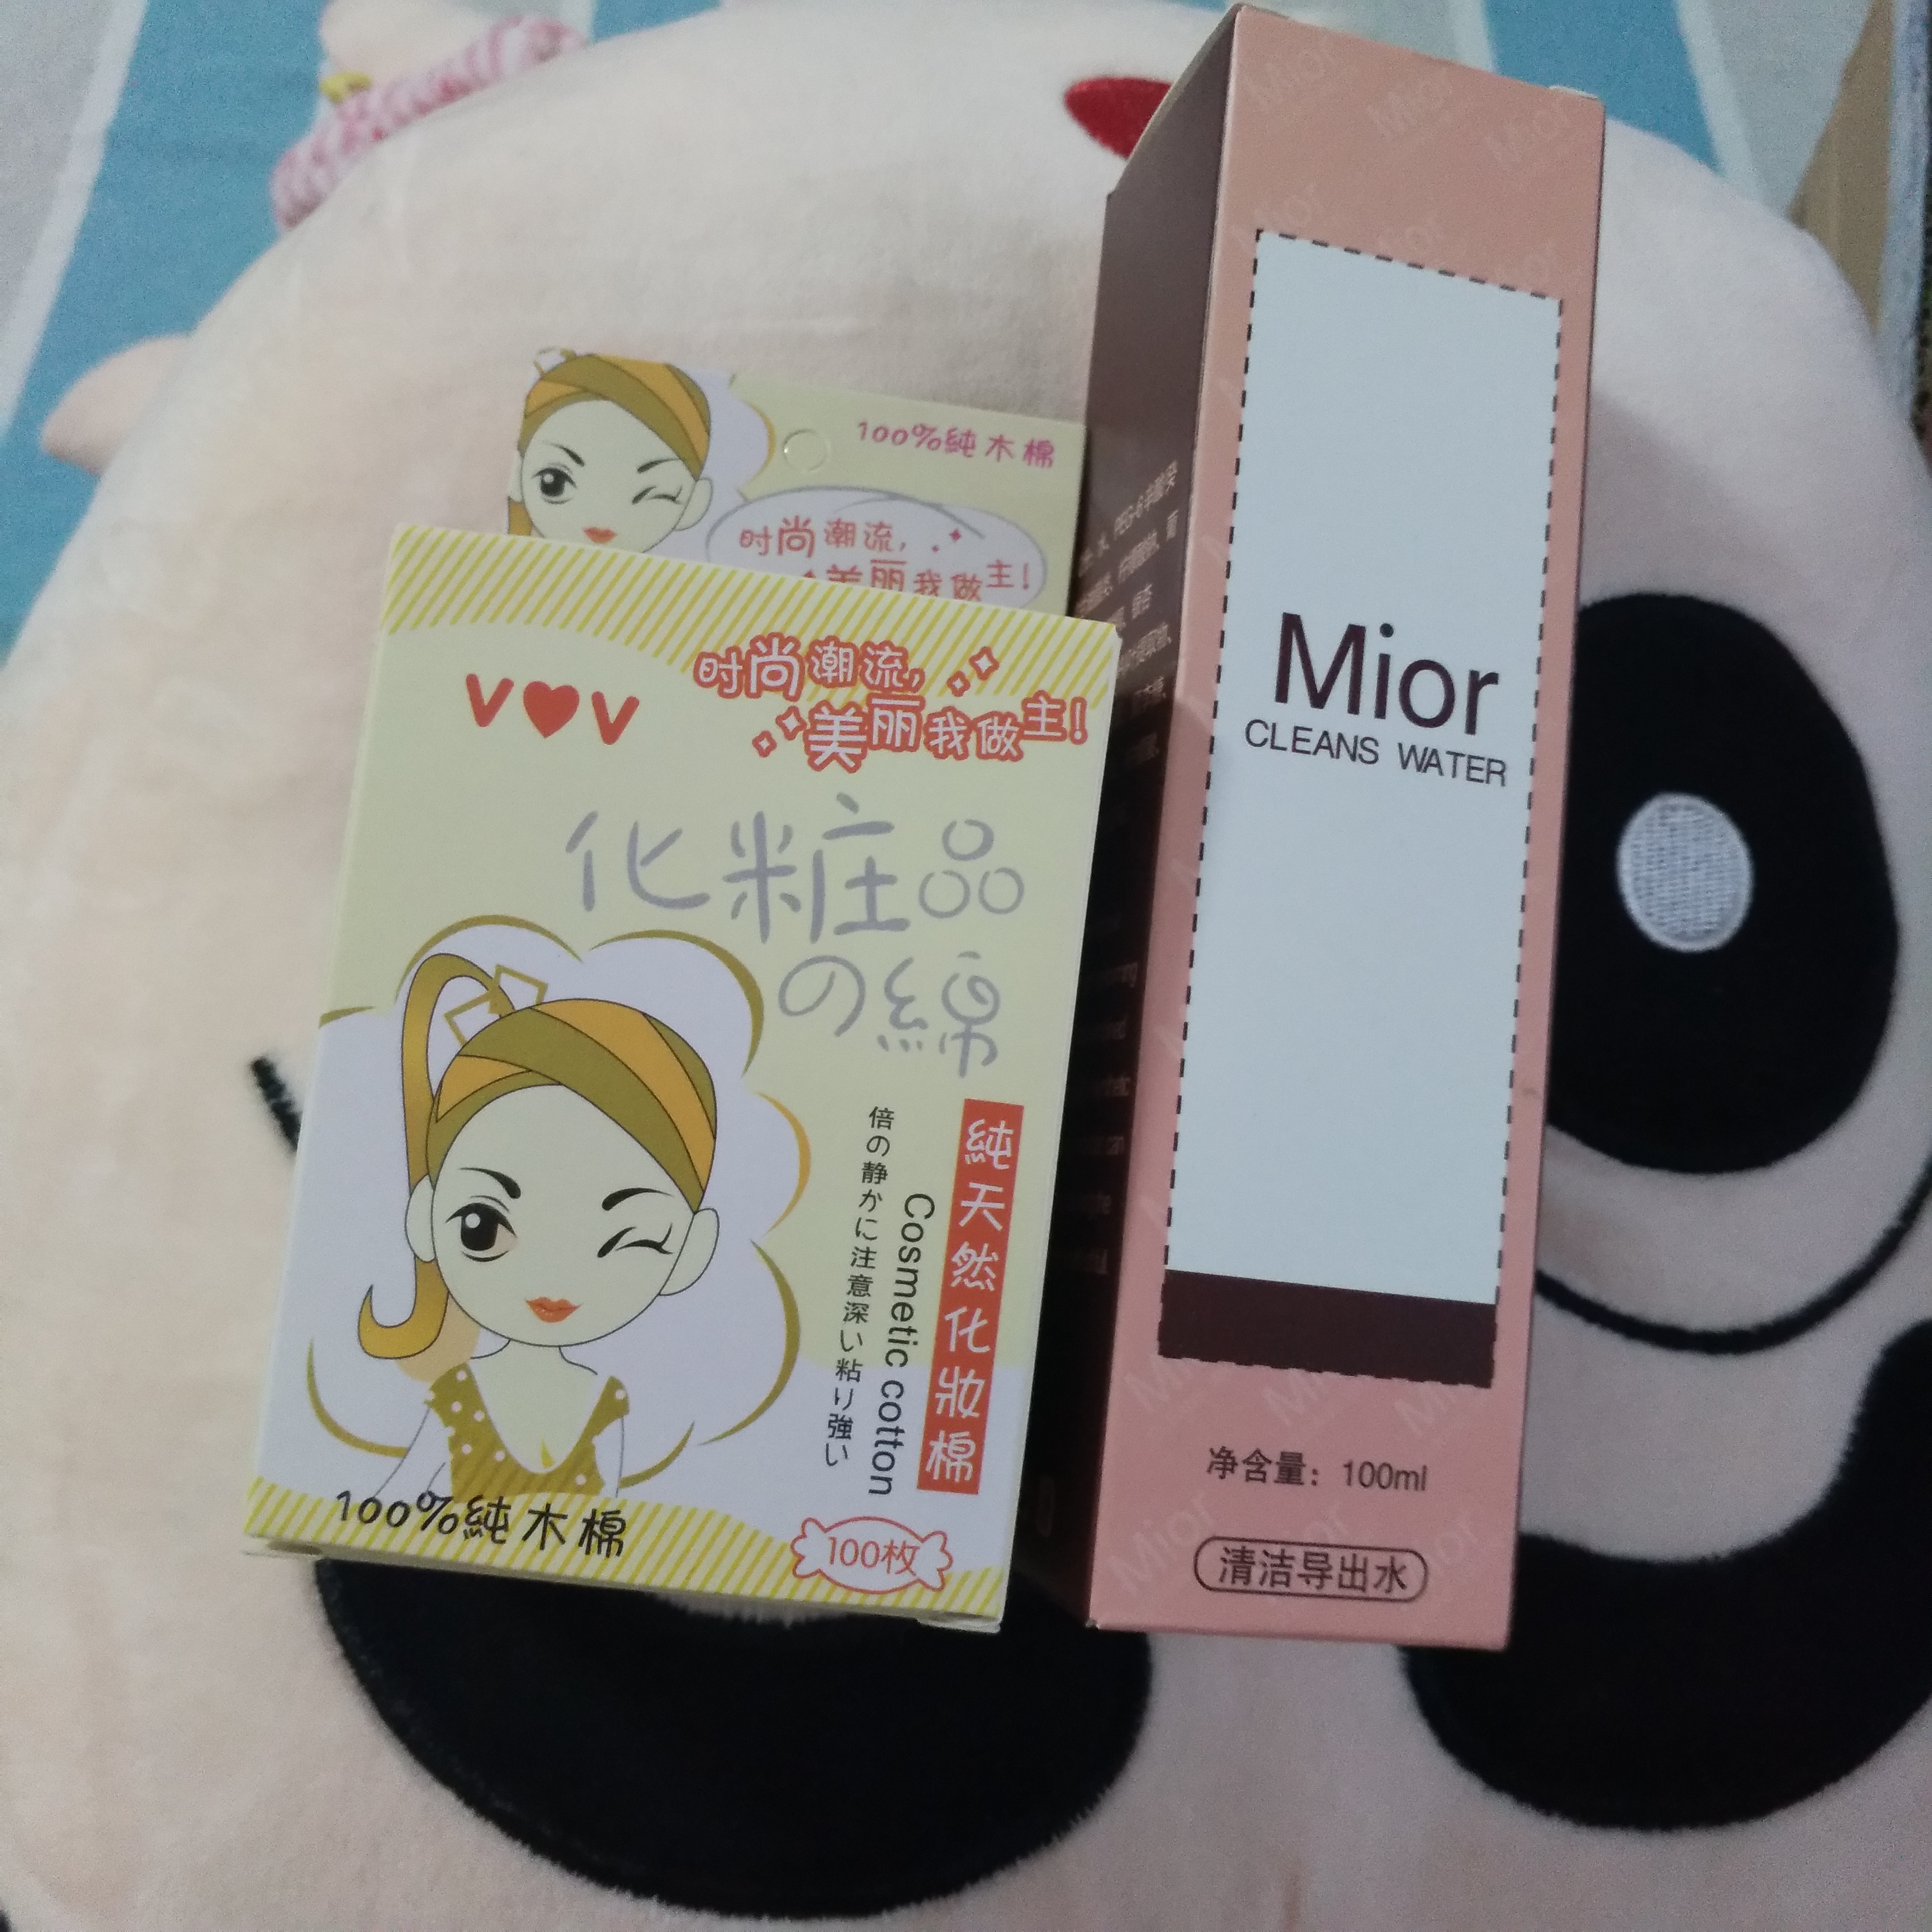 100%純木棉
时尚潮流,
美丽我做主!
V♥V
时尚潮流,
美丽我做主!
化粧品
の綿
純天然化妝棉
Cosmetic cotton
倍の静かに注意深い粘り強い
100%純木棉
100枚
Mior
CLEANS WATER
净含量：100ml
清洁导出水